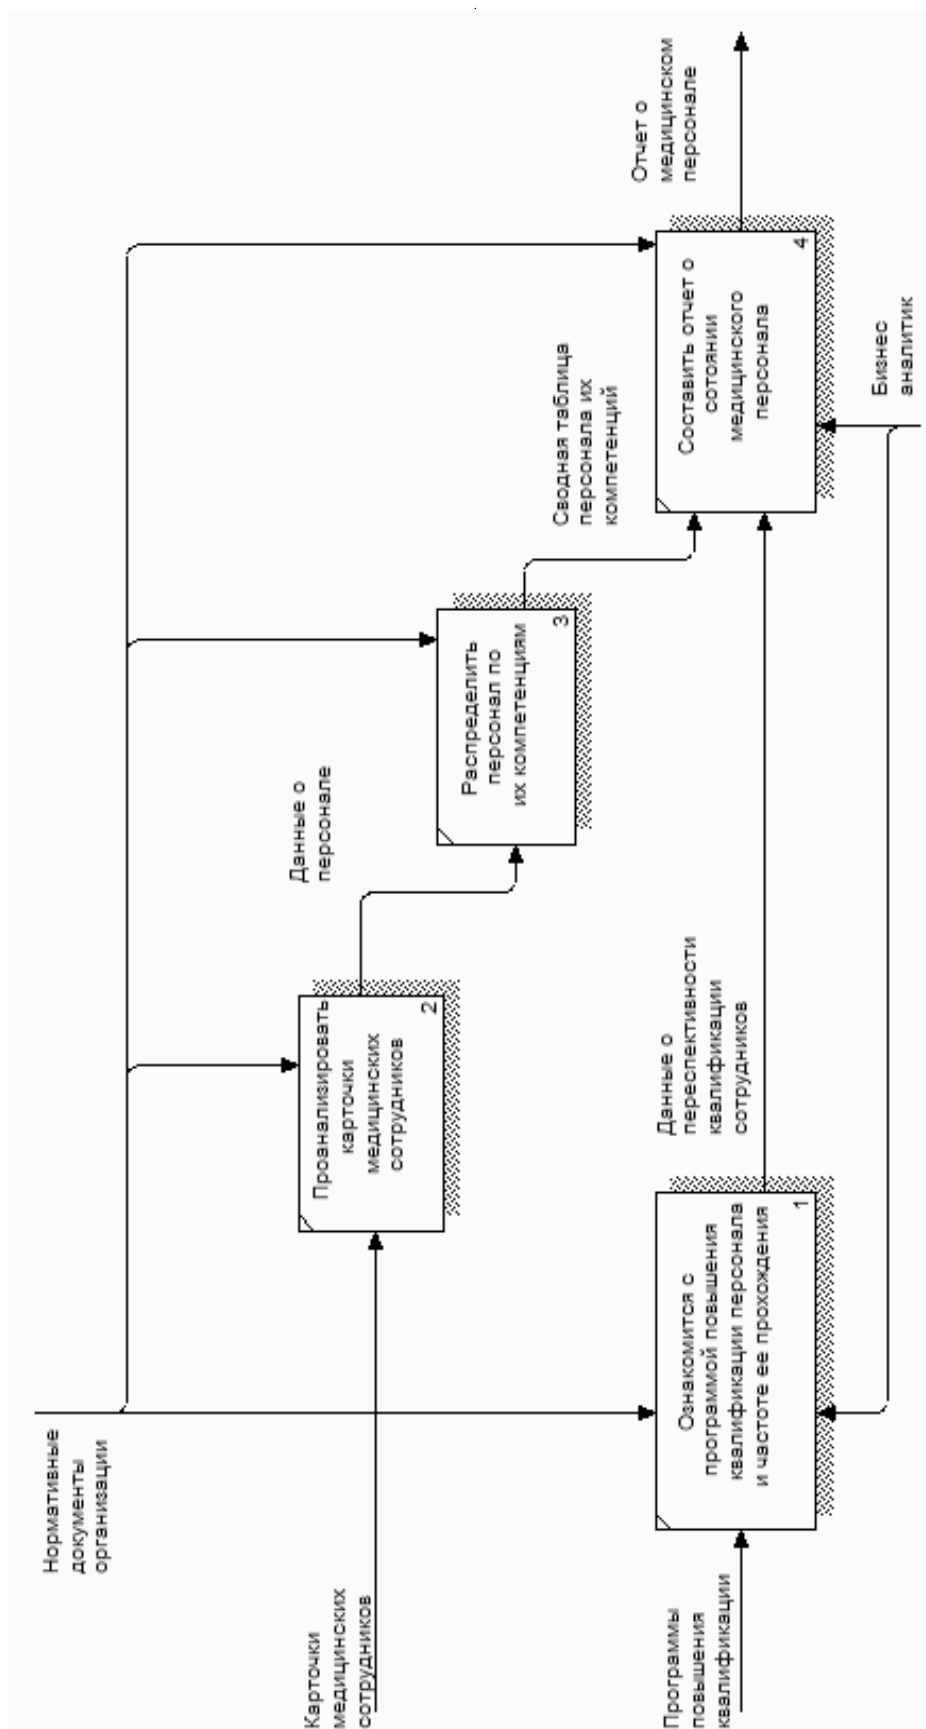 Нормативные
документы
организации
Карточки
медицинских
сотрудников
Проанализировать
карточки
медицинских
сотрудников
2
Данные о
персонале
Распределить
персонал по
их компетенциям
3
Сводная таблица
персонала их
компетенций
Программы
повышения
квалификации
Ознакомится с
программой повышения
квалификации персонала
и частоте ее прохождения
1
Данные о
переспективности
квалификации
сотрудников
Составить отчет о
сотоянии
медицинского
персонала
4
Отчет о
медицинском
персонале
Бизнес
аналитик